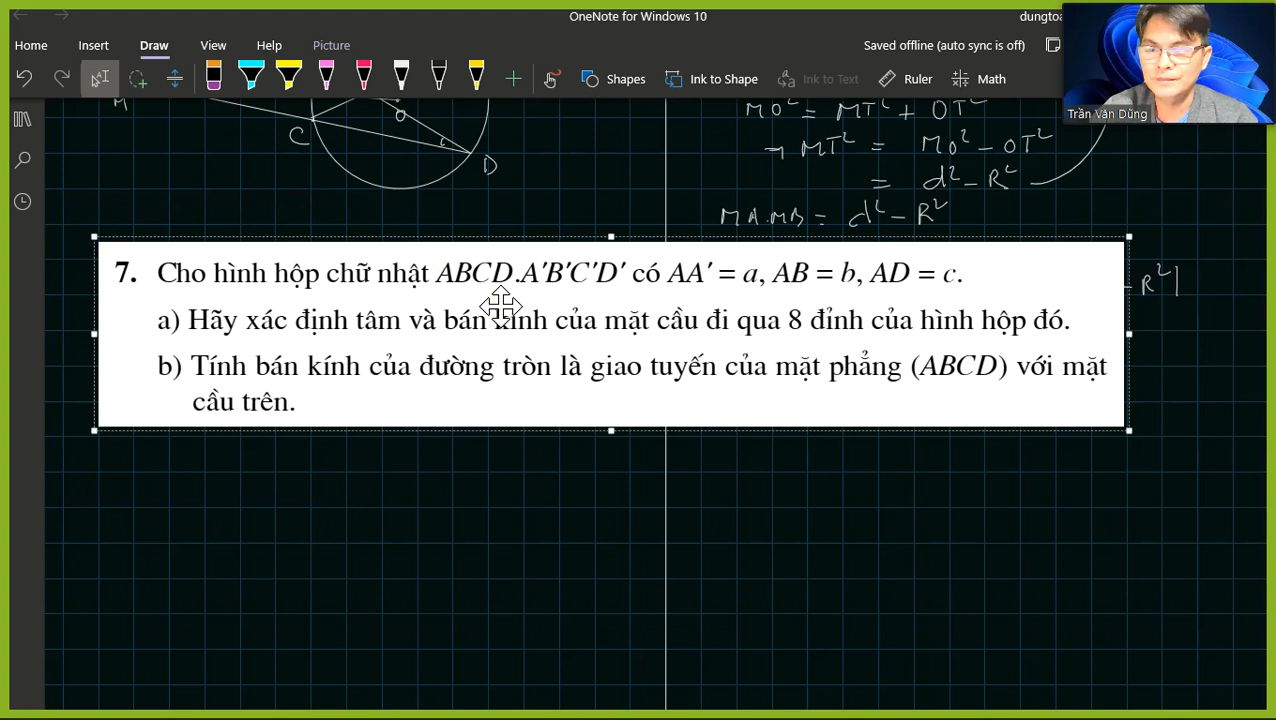 OneNote for Windows 10
Home Insert Draw View Help Picture
Saved offline (auto sync is off)
Shapes Ink to Shape Ink to Text Ruler Math
Trần Văn Dũng
O
C
D
MO² = MT² + OT²
→ MT² = MO² - OT²
= d² - R²
MA.MB = d² - R²
- R²|
7. Cho hình hộp chữ nhật ABCD.A′B′C′D′ có AA′ = a, AB = b, AD = c.
a) Hãy xác định tâm và bán kính của mặt cầu đi qua 8 đỉnh của hình hộp đó.
b) Tính bán kính của đường tròn là giao tuyến của mặt phẳng (ABCD) với mặt
cầu trên.